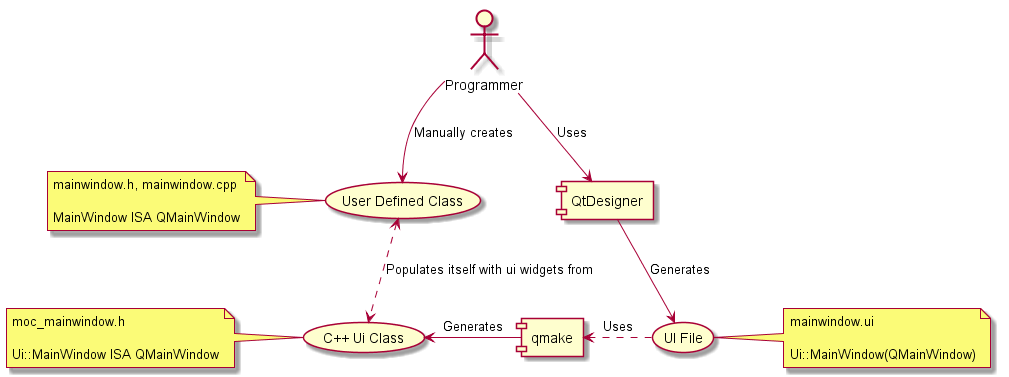 Programmer
Manually creates
Uses
mainwindow.h, mainwindow.cpp
MainWindow ISA QMainWindow
User Defined Class
QtDesigner
Populates itself with ui widgets from
Generates
moc_mainwindow.h
Ui::MainWindow ISA QMainWindow
C++ Ui Class
Generates
qmake
Uses
UI File
mainwindow.ui
Ui::MainWindow(QMainWindow)